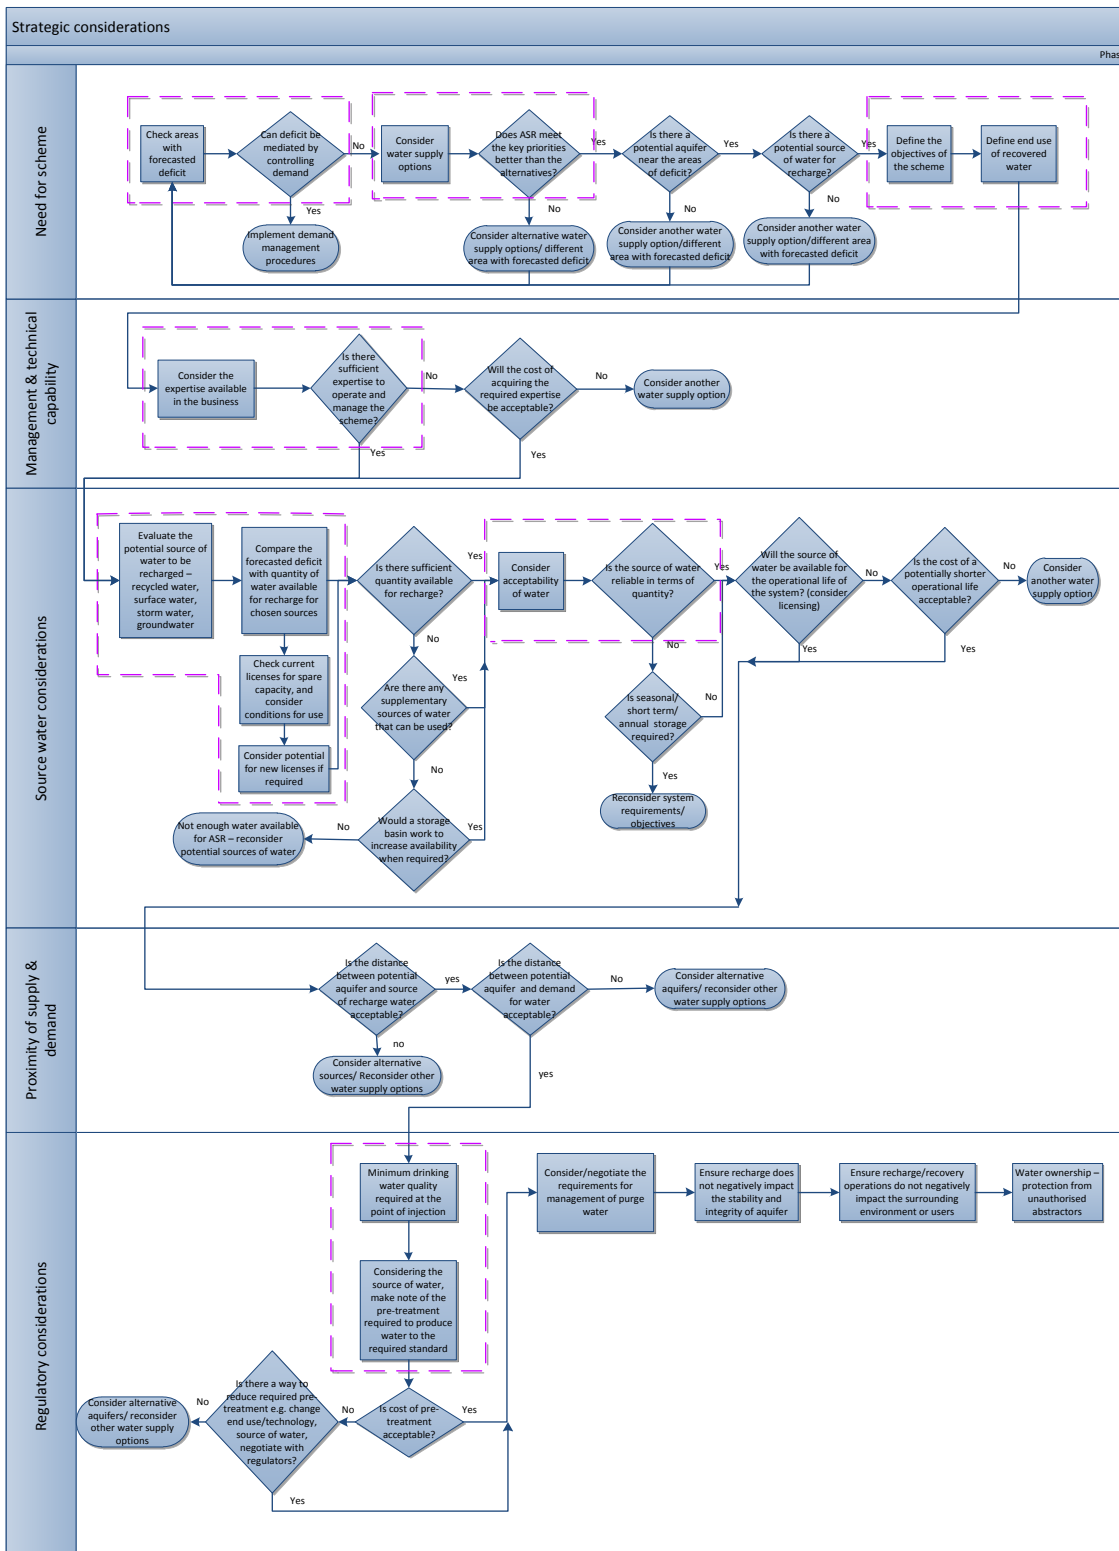 Strategic considerations
Phas
Need for scheme
Check areas
with
forecasted
deficit
Can deficit be
mediated by
controlling
demand
No
Yes
Implement demand
management
procedures
Consider
water supply
options
Does ASR meet
the key priorities
better than the
alternatives?
Yes
No
Consider alternative water
supply options/ different
area with forecasted deficit
Is there a
potential aquifer
near the areas
of deficit?
Yes
No
Consider another water
supply option/different
area with forecasted deficit
Is there a
potential source
of water for
recharge?
Yes
No
Consider another water
supply option/different area
with forecasted deficit
Define the
objectives of
the scheme
Define end use
of recovered
water
Management & technical
capability
Consider the
expertise available
in the business
Is there
sufficient
expertise to
operate and
manage the
scheme?
No
Yes
Will the cost of
acquiring the
required expertise
be acceptable?
No
Yes
Consider another
water supply option
Source water considerations
Evaluate the
potential source of
water to be
recharged –
recycled water,
surface water,
storm water,
groundwater
Compare the
forecasted deficit
with quantity of
water available
for recharge for
chosen sources
Check current
licenses for spare
capacity, and
consider
conditions for use
Consider potential
for new licenses if
required
Is there sufficient
quantity available
for recharge?
Yes
No
Are there any
supplementary
sources of water
that can be used?
Yes
No
Would a storage
basin work to
increase availability
when required?
Yes
No
Not enough water available
for ASR – reconsider
potential sources of water
Consider
acceptability
of water
Is the source of water
reliable in terms of
quantity?
Yes
No
Is seasonal/
short term/
annual storage
required?
No
Yes
Reconsider system
requirements/
objectives
Will the source of
water be available for
the operational life of
the system? (consider
licensing)
No
Yes
Is the cost of a
potentially shorter
operational life
acceptable?
No
Yes
Consider
another water
supply option
Proximity of supply &
demand
Is the distance
between potential
aquifer and source
of recharge water
acceptable?
yes
no
Consider alternative
sources/ Reconsider other
water supply options
Is the distance
between potential
aquifer and demand
for water
acceptable?
No
yes
Consider alternative
aquifers/ reconsider other
water supply options
Regulatory considerations
Minimum drinking
water quality
required at the
point of injection
Considering the
source of water,
make note of the
pre-treatment
required to produce
water to the
required standard
Is cost of pre-
treatment
acceptable?
Yes
No
Is there a way to
reduce required pre-
treatment e.g. change
end use/technology,
source of water,
negotiate with
regulators?
No
Yes
Consider alternative
aquifers/ reconsider
other water supply
options
Consider/negotiate the
requirements for
management of purge
water
Ensure recharge does
not negatively impact
the stability and
integrity of aquifer
Ensure recharge/recovery
operations do not negatively
impact the surrounding
environment or users
Water ownership –
protection from
unauthorised
abstractors